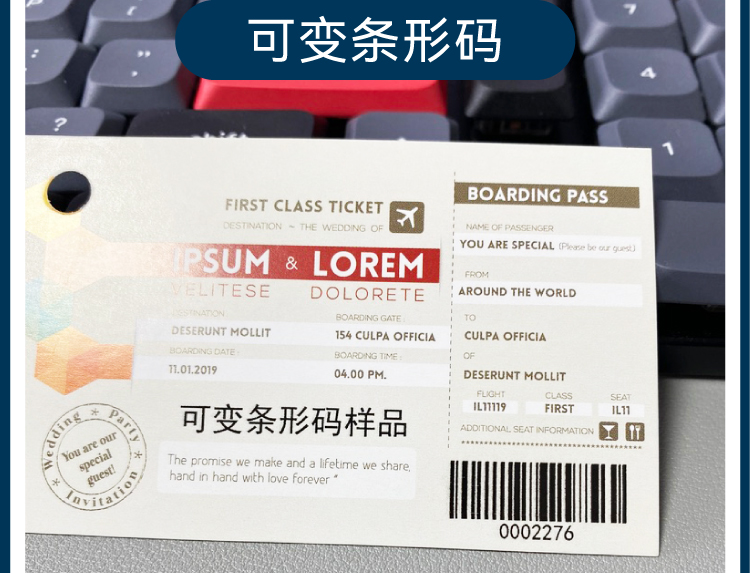 可变条形码
?
shift
4
1
7
FIRST CLASS TICKET
DESTINATION ~ THE WEDDING OF
IPSUM & LOREM
VELITESE DOLORETE
DESTINATION
BOARDING GATE :
DESERUNT MOLLIT
154 CULPA OFFICIA
BOARDING DATE :
BOARDING TIME :
11.01.2019
04.00 PM.
可变条形码样品
The promise we make and a lifetime we share,
hand in hand with love forever "
Wedding * Party * Invitation *
You are our
special
guest!
BOARDING PASS
NAME OF PASSENGER
YOU ARE SPECIAL (Please be our guest)
FROM
AROUND THE WORLD
TO
CULPA OFFICIA
OF
DESERUNT MOLLIT
FLIGHT CLASS SEAT
IL11119 FIRST IL11
ADDITIONAL SEAT INFORMATION
0002276